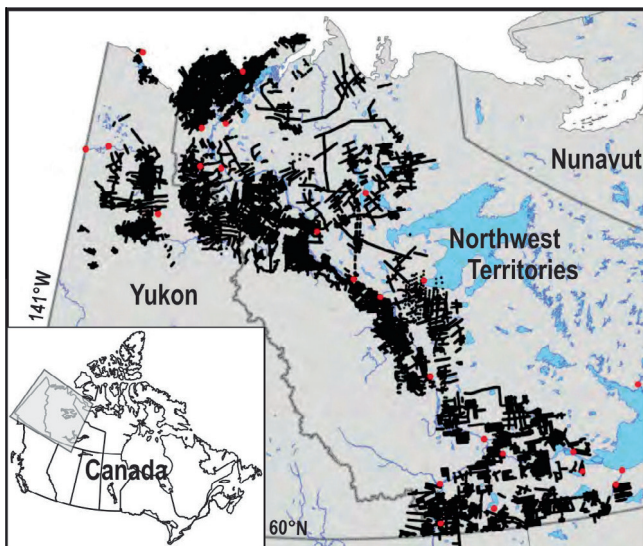 Nunavut
Northwest
Territories
Yukon
141°W
Canada
60°N